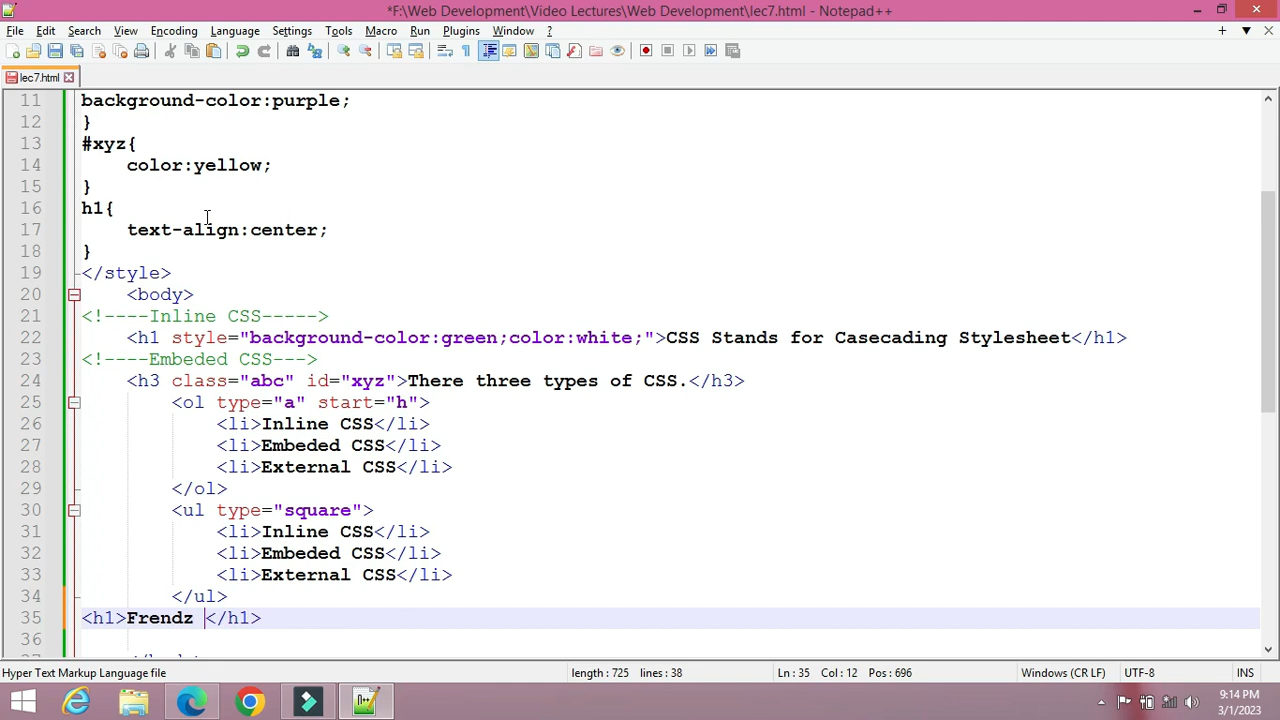 *F:\Web Development\Video Lectures\Web Development\lec7.html - Notepad++
File Edit Search View Encoding Language Settings Tools Macro Run Plugins Window ?
lec7.html
11 background-color:purple;
12 }
13 #xyz{
14 color:yellow;
15 }
16 h1{
17 text-align:center;
18 }
19 </style>
20 <body>
21 <!----Inline CSS----->
22 <h1 style="background-color:green;color:white;">CSS Stands for Casecading Stylesheet</h1>
23 <!----Embeded CSS--->
24 <h3 class="abc" id="xyz">There three types of CSS.</h3>
25 <ol type="a" start="h">
26 <li>Inline CSS</li>
27 <li>Embeded CSS</li>
28 <li>External CSS</li>
29 </ol>
30 <ul type="square">
31 <li>Inline CSS</li>
32 <li>Embeded CSS</li>
33 <li>External CSS</li>
34 </ul>
35 <h1>Frendz </h1>
36
Hyper Text Markup Language file length : 725 lines : 38 Ln : 35 Col : 12 Pos : 696 Windows (CR LF) UTF-8 INS
9:14 PM
3/1/2023